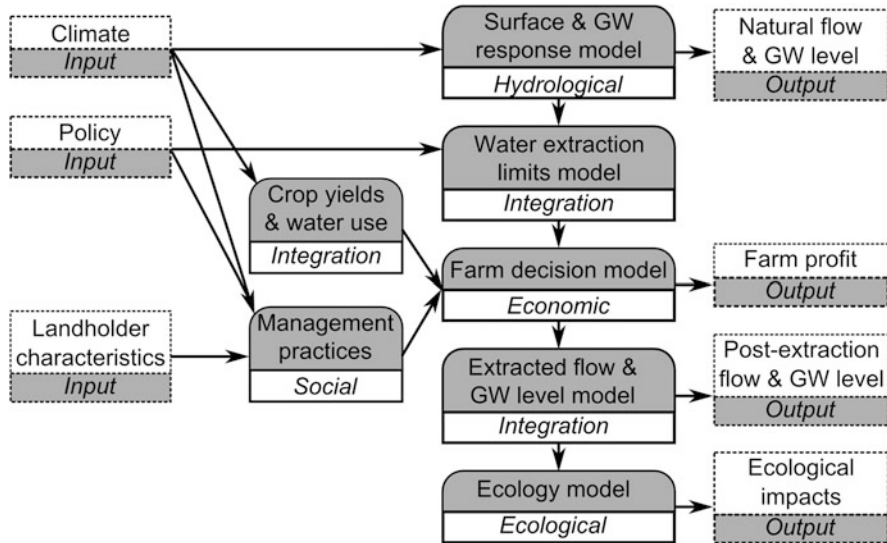 Climate
Input
Surface & GW
response model
Hydrological
Natural flow
& GW level
Output
Policy
Input
Water extraction
limits model
Integration
Crop yields
& water use
Integration
Farm decision model
Economic
Farm profit
Output
Landholder
characteristics
Input
Management
practices
Social
Extracted flow &
GW level model
Integration
Post-extraction
flow & GW level
Output
Ecology model
Ecological
Ecological
impacts
Output